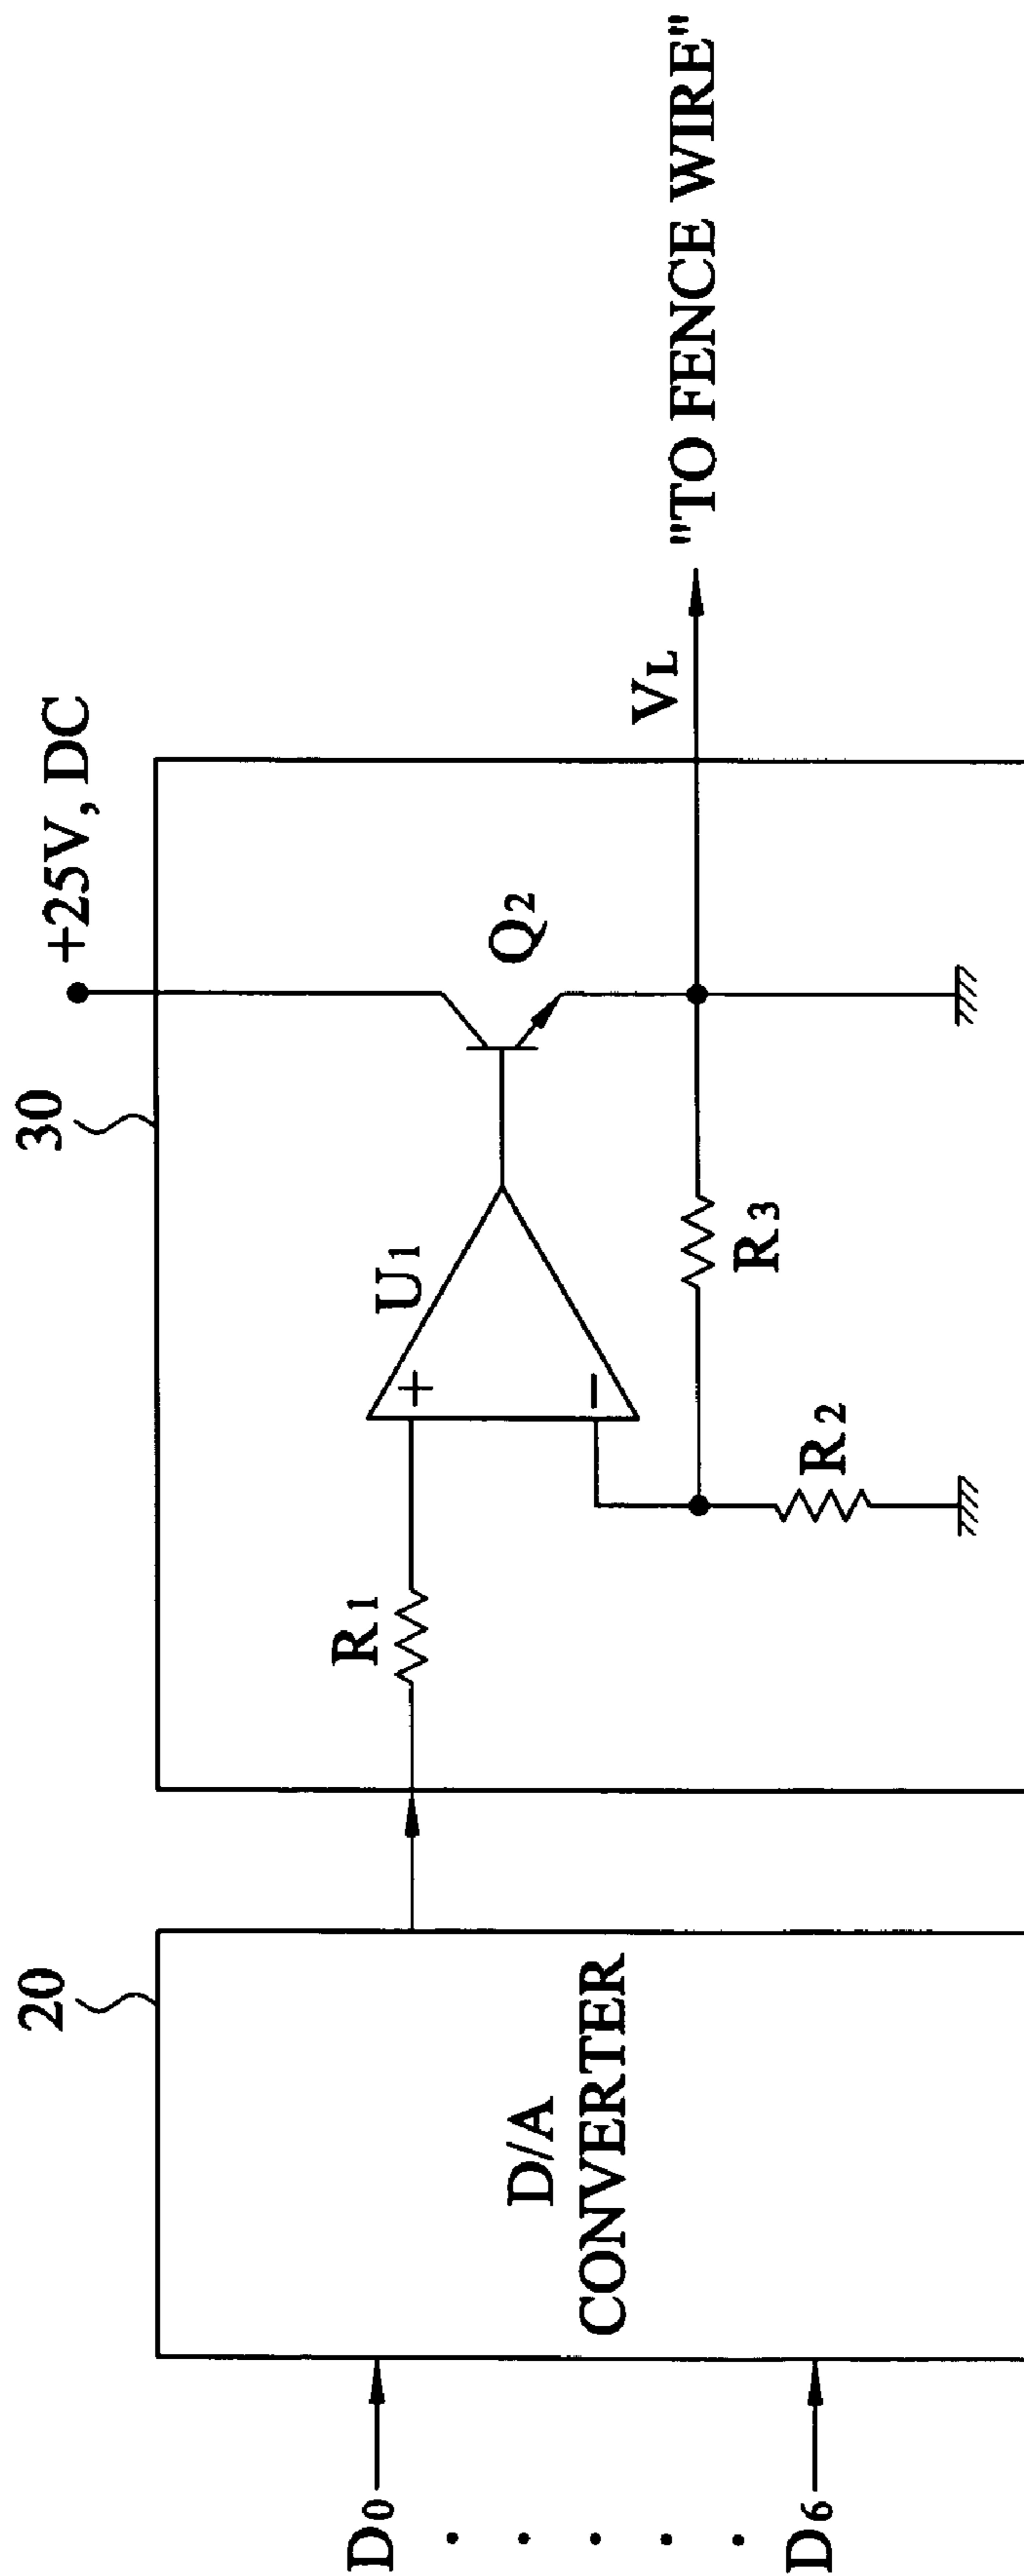 +25V, DC
20
30
D0
D6
D/A
CONVERTER
R1
U1
+
−
Q2
R2
R3
VL
"TO FENCE WIRE"